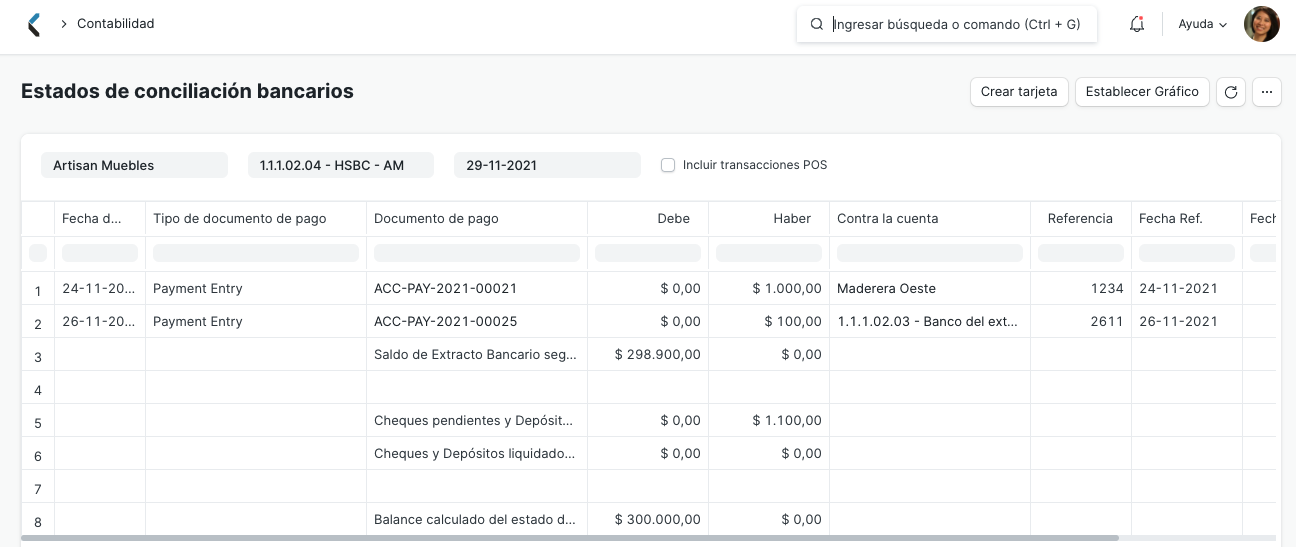 Contabilidad
Ingresar búsqueda o comando (Ctrl + G)
Ayuda
Estados de conciliación bancarios
Crear tarjeta
Establecer Gráfico
Artisan Muebles
1.1.1.02.04 - HSBC - AM
29-11-2021
Incluir transacciones POS
Fecha d... Tipo de documento de pago Documento de pago Debe Haber Contra la cuenta Referencia Fecha Ref. Fech
1 24-11-20... Payment Entry ACC-PAY-2021-00021 $ 0,00 $ 1.000,00 Maderera Oeste 1234 24-11-2021
2 26-11-20... Payment Entry ACC-PAY-2021-00025 $ 0,00 $ 100,00 1.1.1.02.03 - Banco del ext... 2611 26-11-2021
3 Saldo de Extracto Bancario seg... $ 298.900,00 $ 0,00
4
5 Cheques pendientes y Depósit... $ 0,00 $ 1.100,00
6 Cheques y Depósitos liquidado... $ 0,00 $ 0,00
7
8 Balance calculado del estado d... $ 300.000,00 $ 0,00